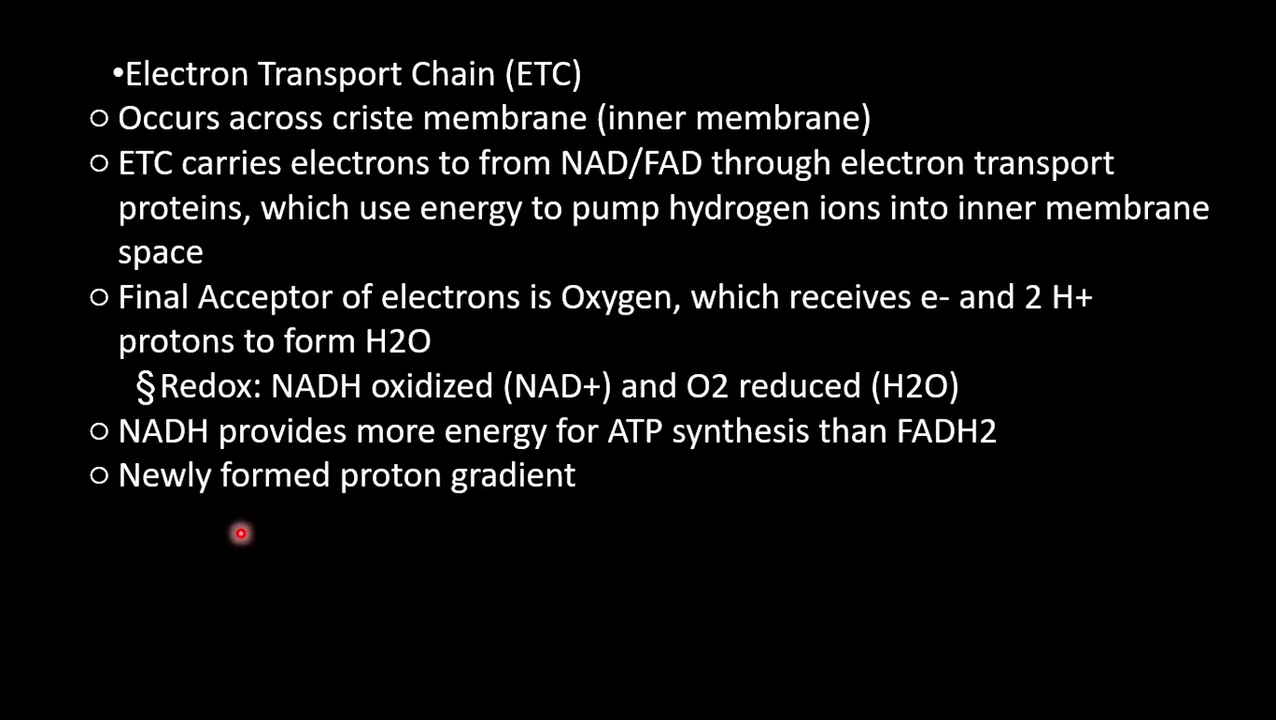 •Electron Transport Chain (ETC)
○ Occurs across criste membrane (inner membrane)
○ ETC carries electrons to from NAD/FAD through electron transport
proteins, which use energy to pump hydrogen ions into inner membrane
space
○ Final Acceptor of electrons is Oxygen, which receives e- and 2 H+
protons to form H2O
§Redox: NADH oxidized (NAD+) and O2 reduced (H2O)
○ NADH provides more energy for ATP synthesis than FADH2
○ Newly formed proton gradient